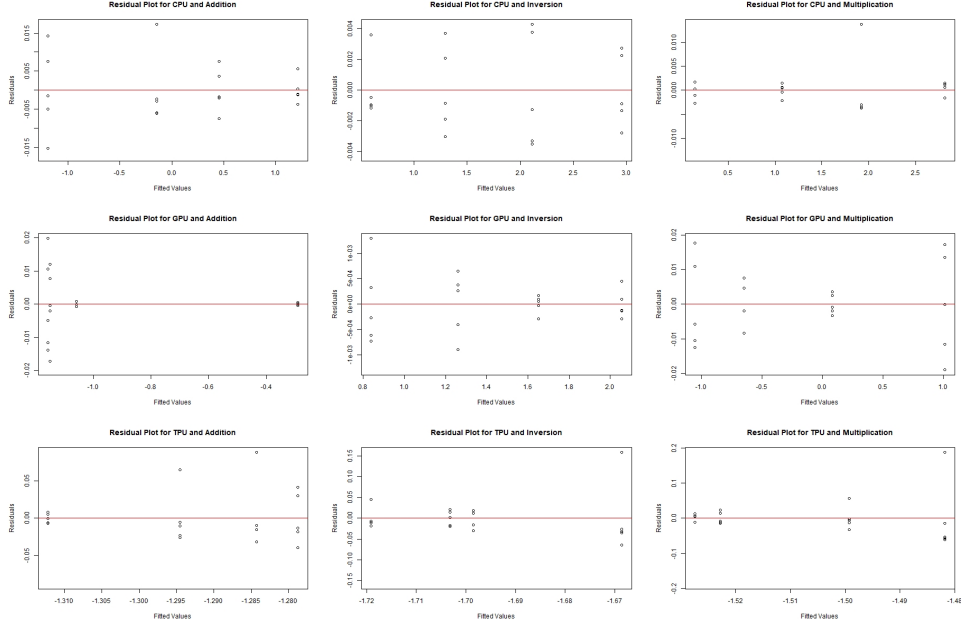 Residual Plot for CPU and Addition
Residuals
0.015
0.005
-0.005
-0.015
-1.0 -0.5 0.0 0.5 1.0
Fitted Values
Residual Plot for CPU and Inversion
Residuals
0.004
0.002
0.000
-0.002
-0.004
1.0 1.5 2.0 2.5 3.0
Fitted Values
Residual Plot for CPU and Multiplication
Residuals
0.010
0.005
0.000
-0.010
0.5 1.0 1.5 2.0 2.5
Fitted Values
Residual Plot for GPU and Addition
Residuals
0.02
0.01
0.00
-0.01
-0.02
-1.0 -0.8 -0.6 -0.4
Fitted Values
Residual Plot for GPU and Inversion
Residuals
1e-03
5e-04
0e+00
-5e-04
-1e-03
0.8 1.0 1.2 1.4 1.6 1.8 2.0
Fitted Values
Residual Plot for GPU and Multiplication
Residuals
0.02
0.01
0.00
-0.01
-0.02
-1.0 -0.5 0.0 0.5 1.0
Fitted Values
Residual Plot for TPU and Addition
Residuals
0.05
0.00
-0.05
-1.310 -1.305 -1.300 -1.295 -1.290 -1.285 -1.280
Fitted Values
Residual Plot for TPU and Inversion
Residuals
0.15
0.10
0.05
0.00
-0.05
-0.10
-0.15
-1.72 -1.71 -1.70 -1.69 -1.68 -1.67
Fitted Values
Residual Plot for TPU and Multiplication
Residuals
0.2
0.1
0.0
-0.1
-0.2
-1.52 -1.51 -1.50 -1.49 -1.48
Fitted Values